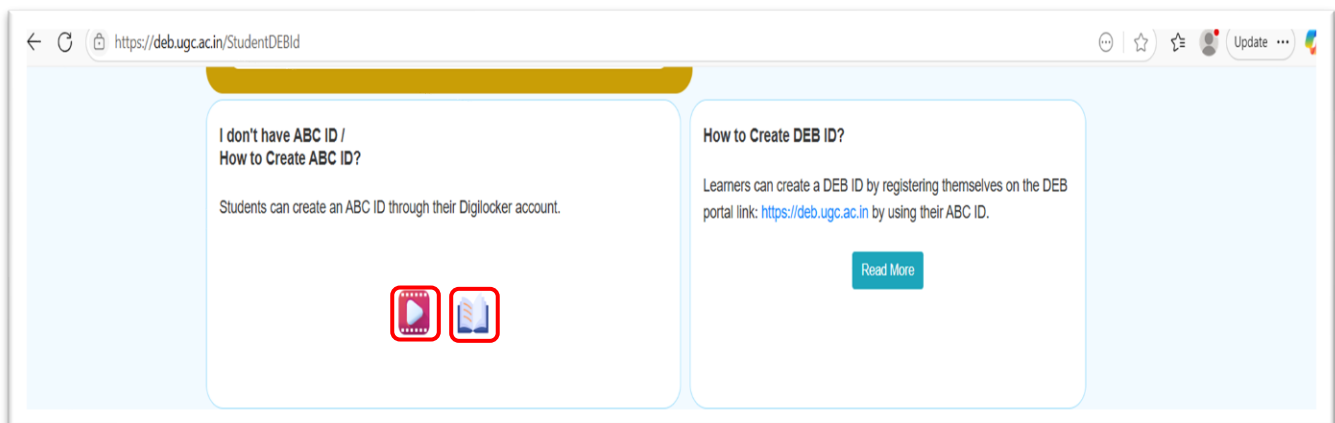 https://deb.ugc.ac.in/StudentDEBId
Update
I don't have ABC ID /
How to Create ABC ID?
Students can create an ABC ID through their Digilocker account.
How to Create DEB ID?
Learners can create a DEB ID by registering themselves on the DEB
portal link: https://deb.ugc.ac.in by using their ABC ID.
Read More